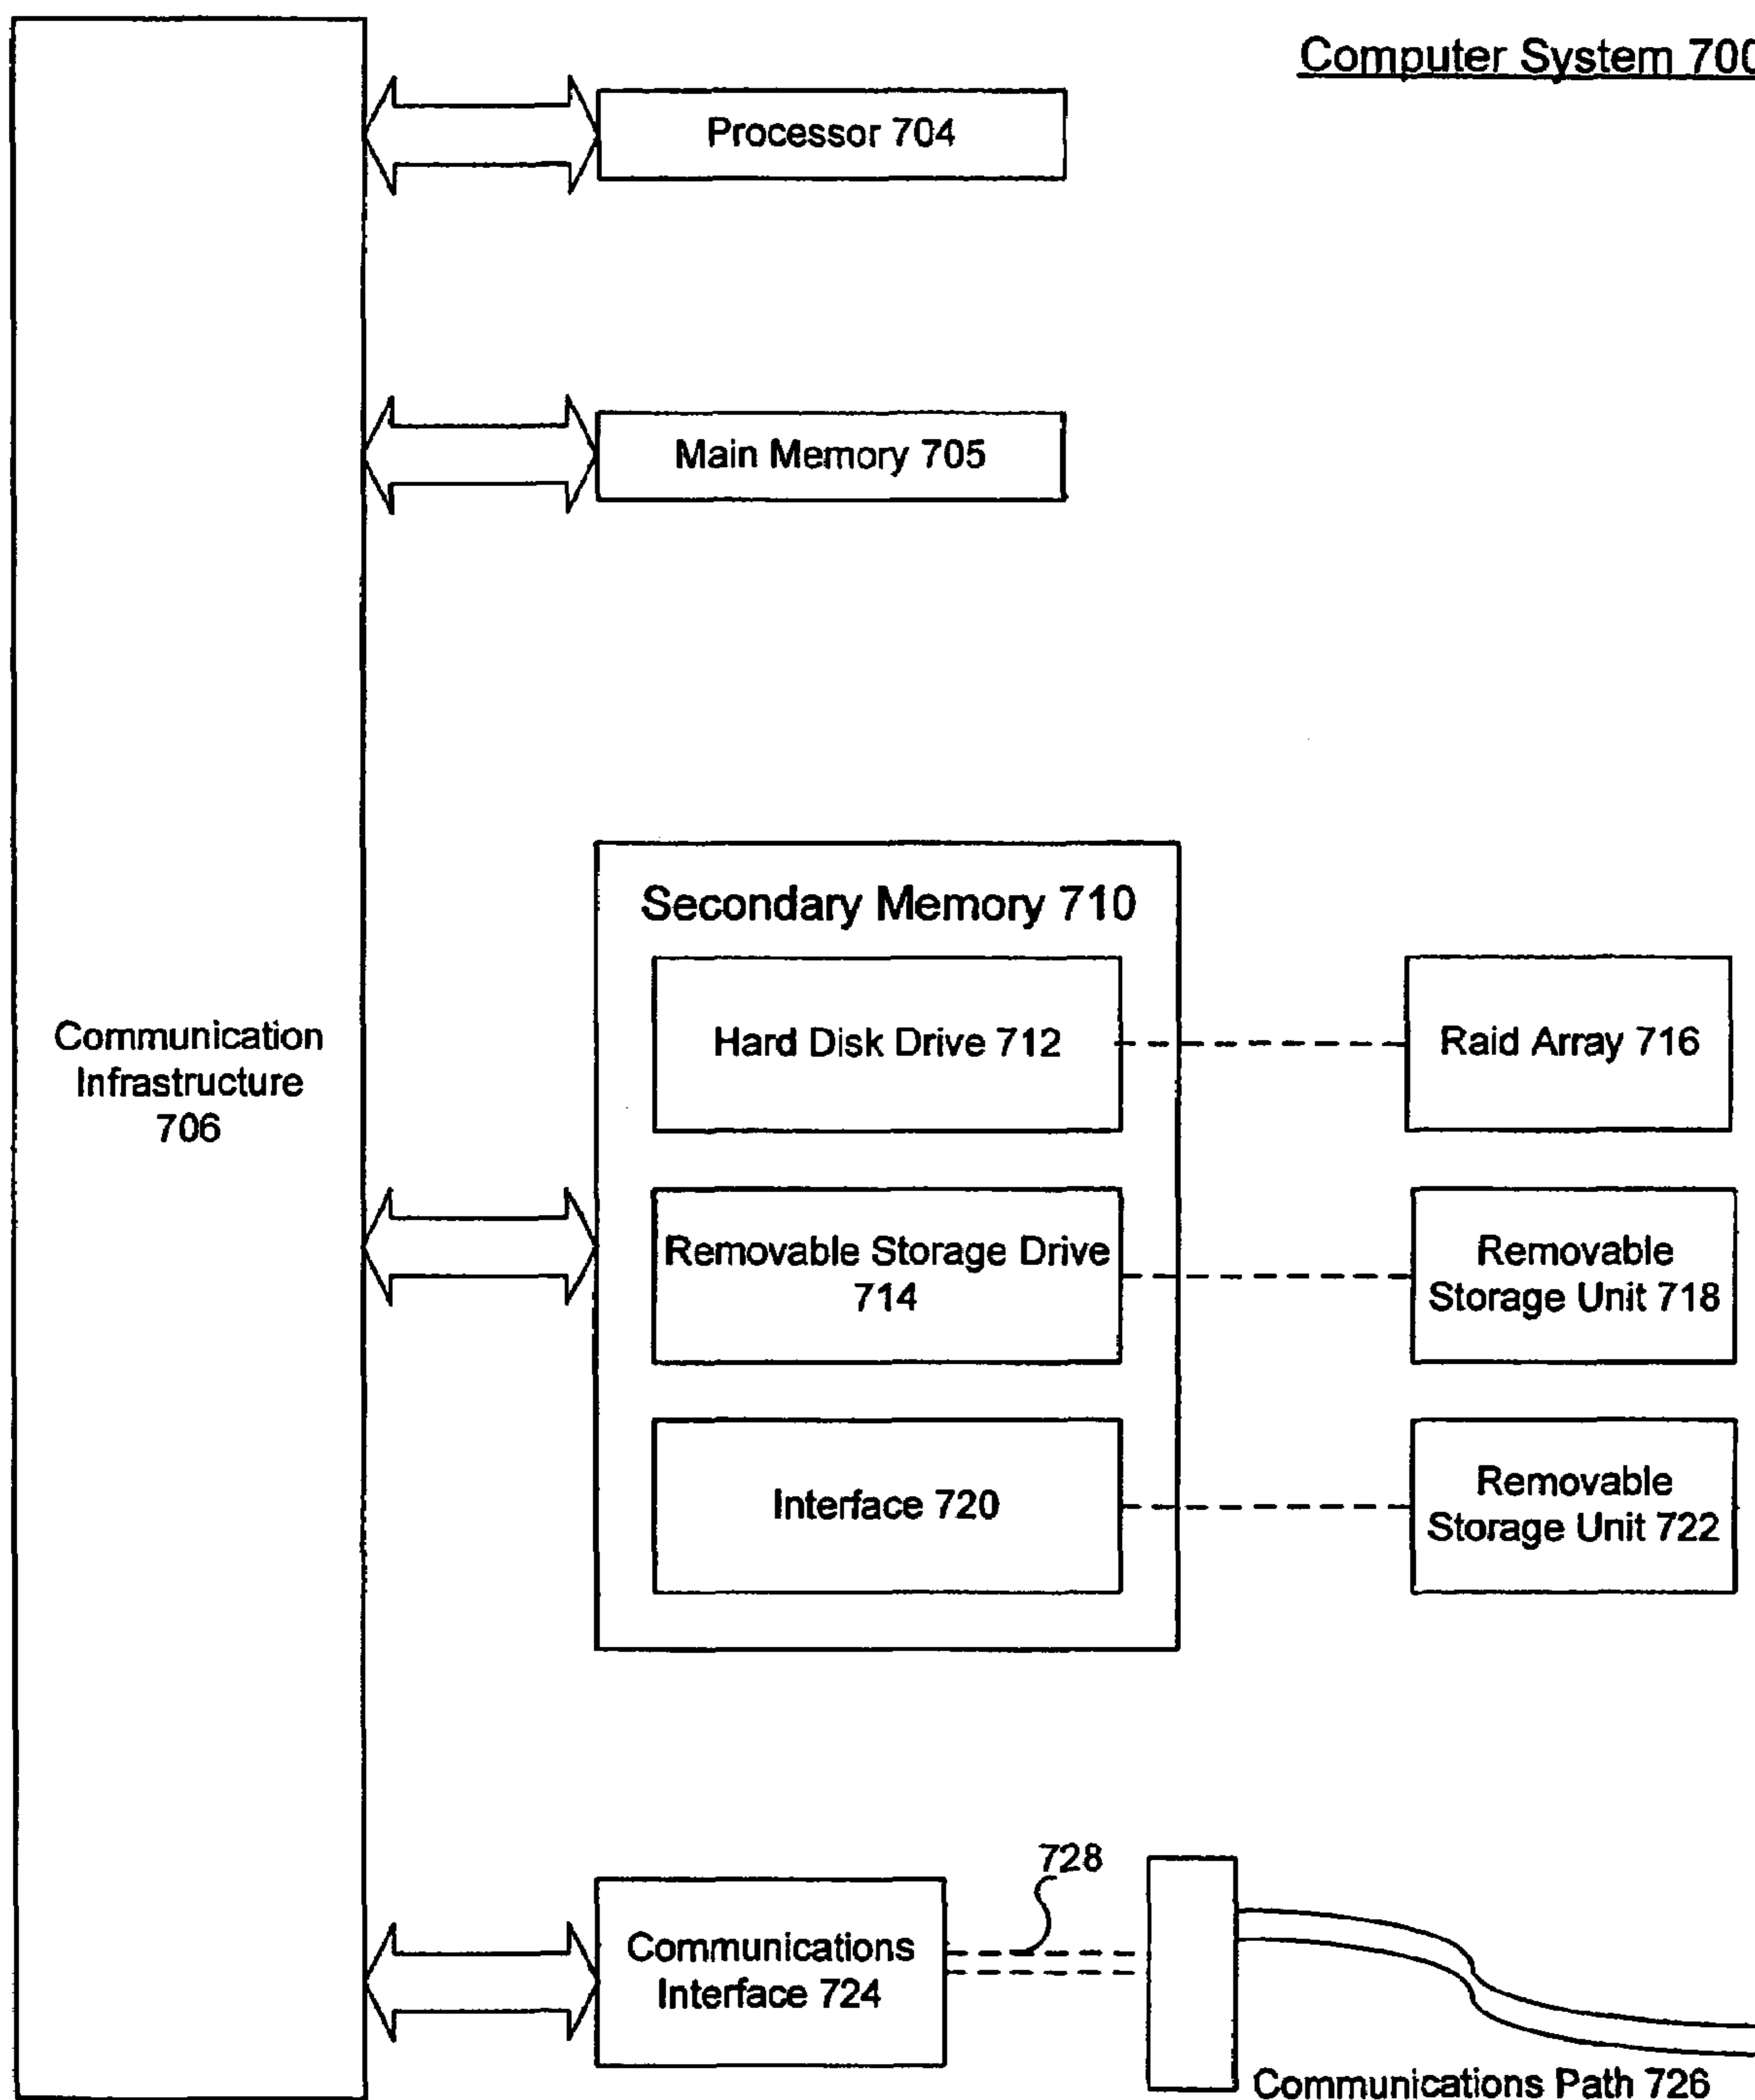 Computer System 700
Processor 704
Main Memory 705
Communication
Infrastructure
706
Secondary Memory 710
Hard Disk Drive 712
Raid Array 716
Removable Storage Drive
714
Removable
Storage Unit 718
Interface 720
Removable
Storage Unit 722
728
Communications
Interface 724
Communications Path 726